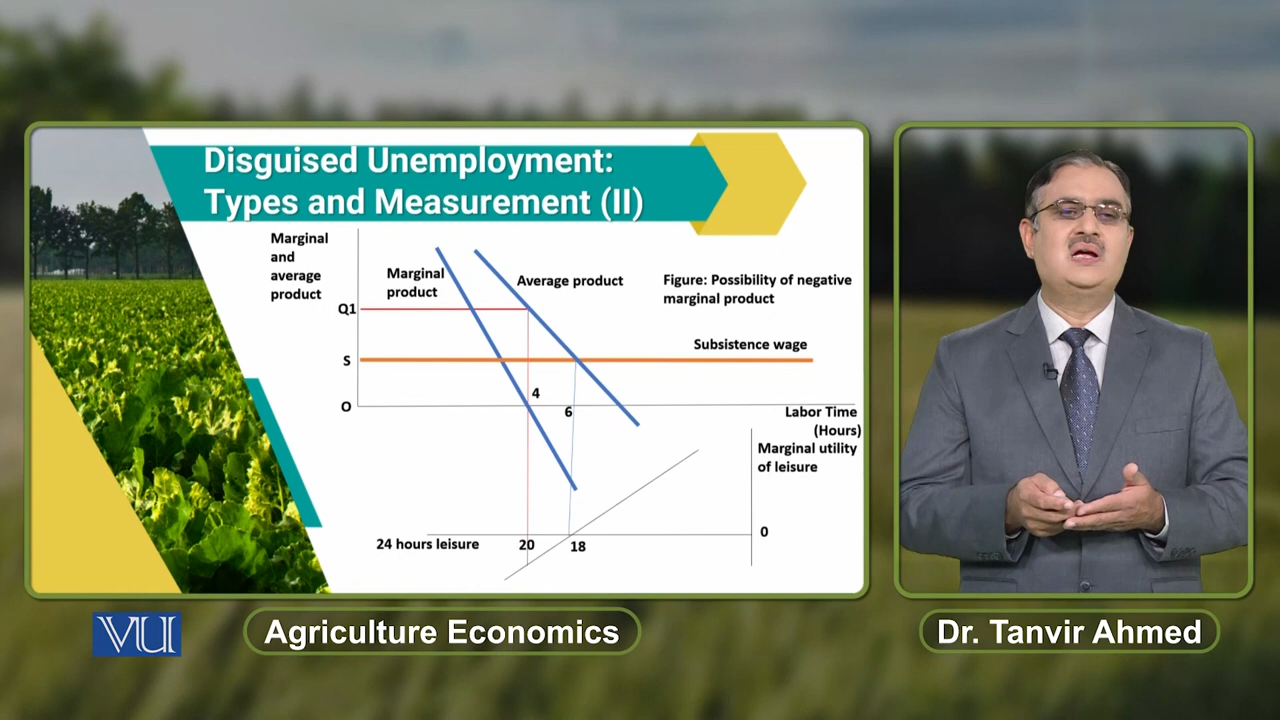 Disguised Unemployment:
Types and Measurement (II)
Marginal
and
average
product
Marginal
product
Average product
Figure: Possibility of negative
marginal product
Q1
Subsistence wage
S
4
O
6
Labor Time
(Hours)
Marginal utility
of leisure
0
24 hours leisure
20
18
VU
Agriculture Economics
Dr. Tanvir Ahmed